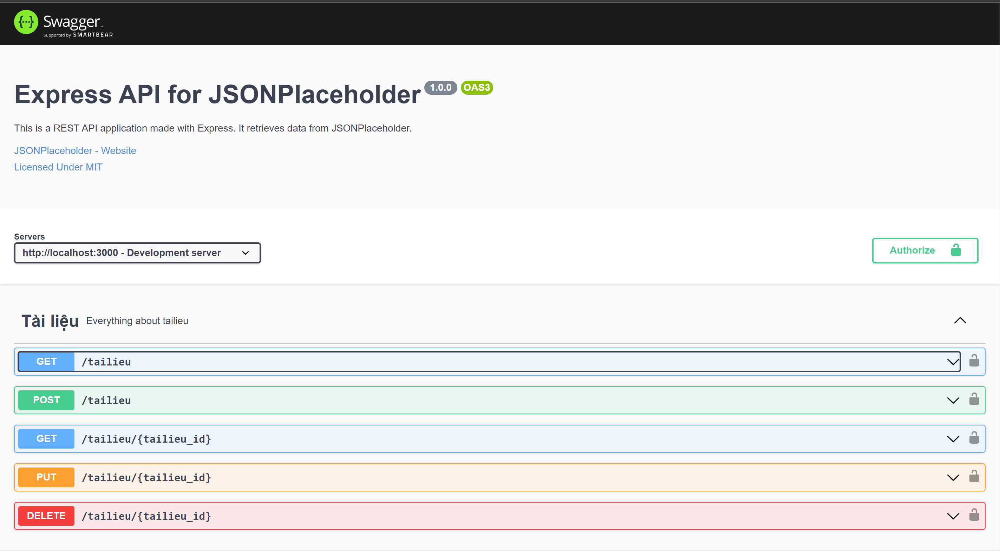 {···} Swagger™
Supported by SMARTBEAR
Express API for JSONPlaceholder 1.0.0 OAS3
This is a REST API application made with Express. It retrieves data from JSONPlaceholder.
JSONPlaceholder - Website
Licensed Under MIT
Servers
http://localhost:3000 - Development server
Authorize
Tài liệu Everything about tailieu
GET /tailieu
POST /tailieu
GET /tailieu/{tailieu_id}
PUT /tailieu/{tailieu_id}
DELETE /tailieu/{tailieu_id}